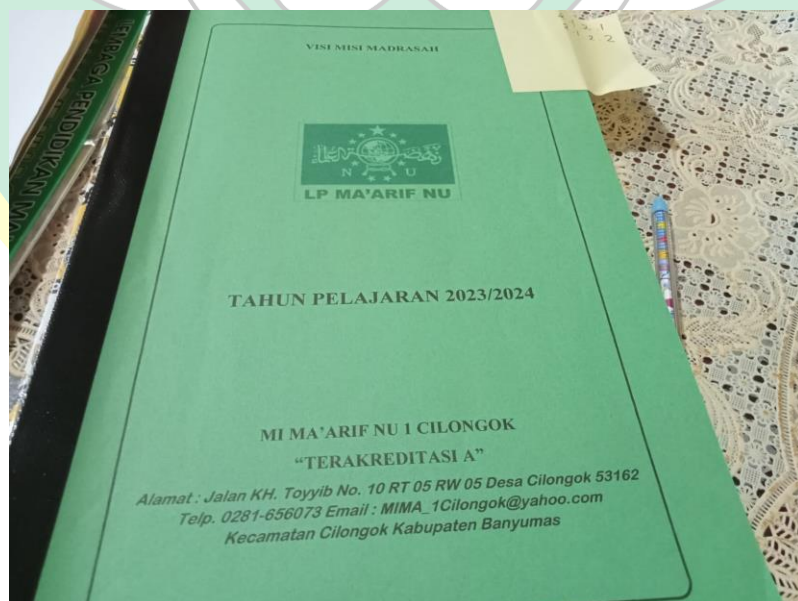 LEMBAGA PENDIDIKAN
VISI MISI MADRASAH
N U
LP MA'ARIF NU
TAHUN PELAJARAN 2023/2024
MI MA'ARIF NU 1 CILONGOK
“TERAKREDITASI A”
Alamat : Jalan KH. Toyyib No. 10 RT 05 RW 05 Desa Cilongok 53162
Telp. 0281-656073 Email : MIMA_1Cilongok@yahoo.com
Kecamatan Cilongok Kabupaten Banyumas